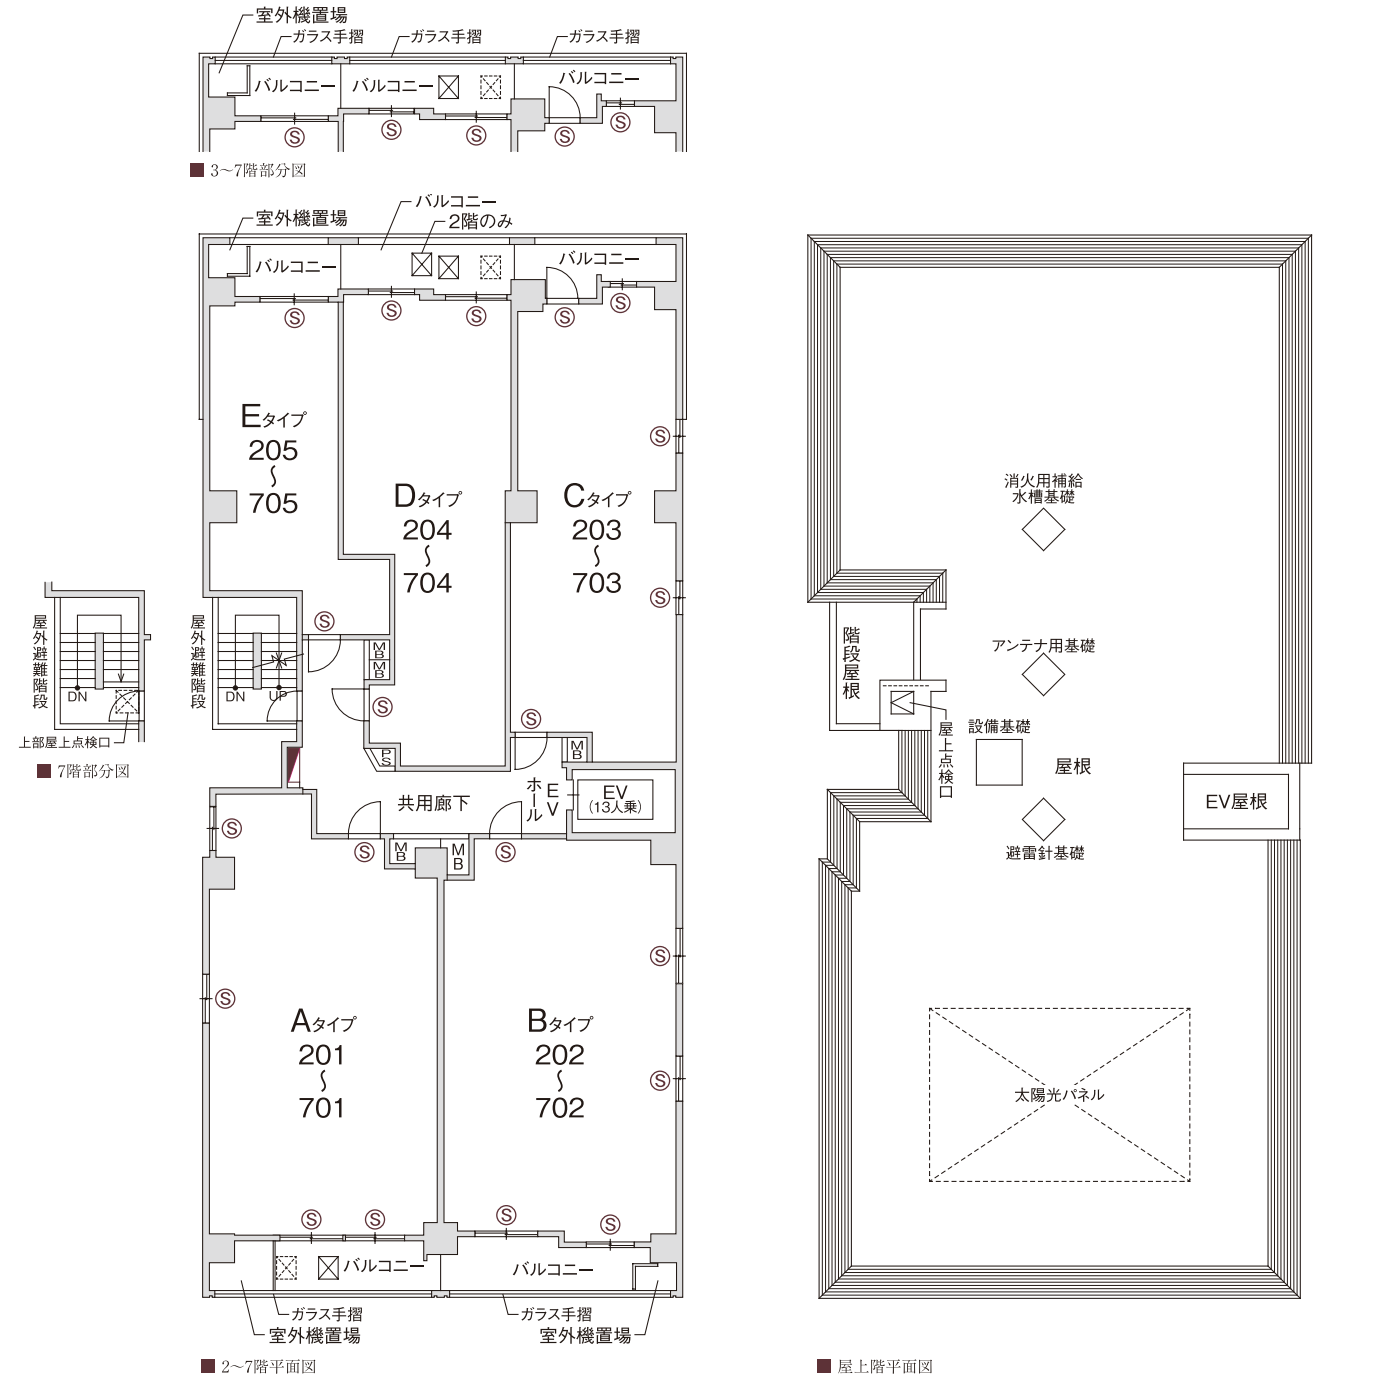 室外機置場
ガラス手摺
ガラス手摺
ガラス手摺
バルコニー
バルコニー
バルコニー
S
S
S
S
S
■ 3～7階部分図
バルコニー
2階のみ
室外機置場
バルコニー
バルコニー
S
S
S
S
S
Eタイプ
205
〜
705
Dタイプ
204
〜
704
Cタイプ
203
〜
703
S
S
屋外避難階段
DN
上部屋上点検口
■ 7階部分図
屋外避難階段
DN
UP
S
MB
MB
S
PS
S
MB
共用廊下
EVホール
EV
(13人乗)
S
S
MB
S
MB
S
S
S
Aタイプ
201
〜
701
Bタイプ
202
〜
702
S
S
S
S
バルコニー
バルコニー
ガラス手摺
室外機置場
ガラス手摺
室外機置場
■ 2～7階平面図
消火用補給
水槽基礎
アンテナ用基礎
階段屋根
屋上点検口
設備基礎
屋根
EV屋根
避雷針基礎
太陽光パネル
■ 屋上階平面図